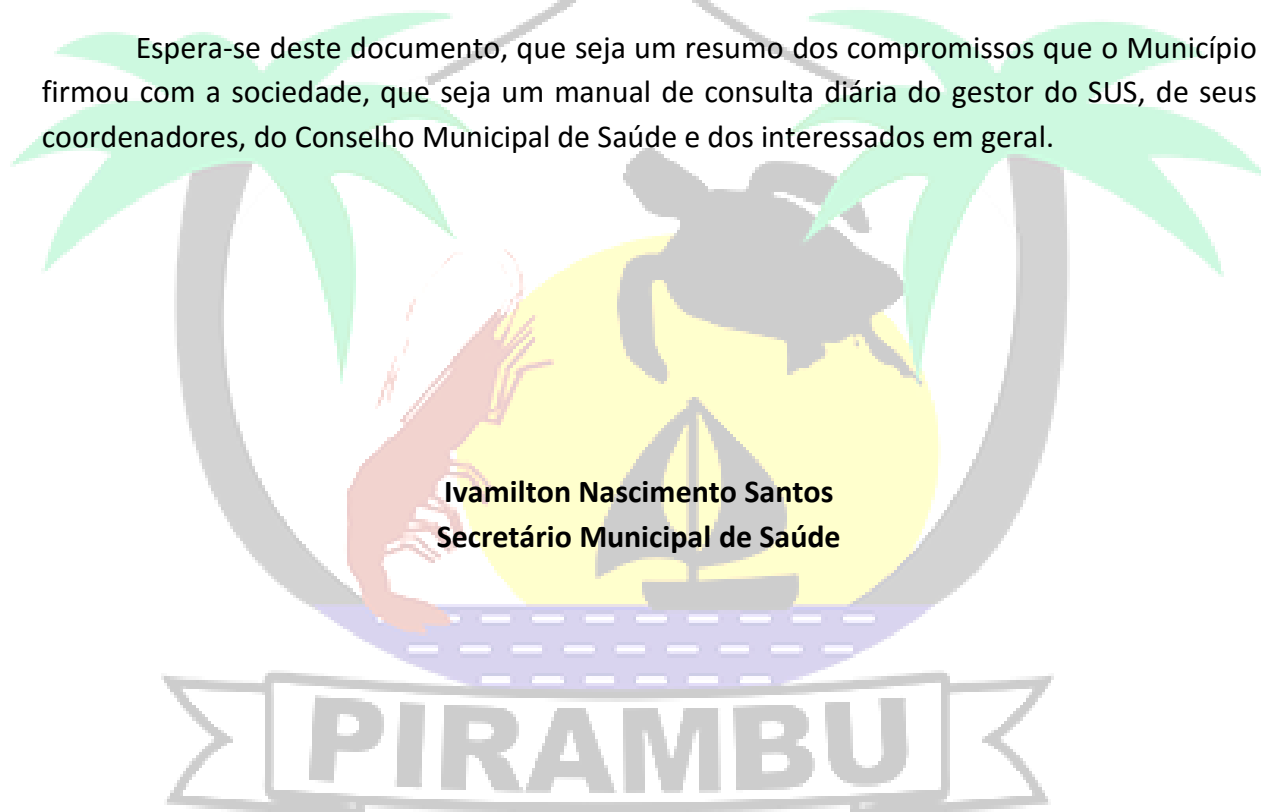 Espera-se deste documento, que seja um resumo dos compromissos que o Município
firmou com a sociedade, que seja um manual de consulta diária do gestor do SUS, de seus
coordenadores, do Conselho Municipal de Saúde e dos interessados em geral.
Ivamilton Nascimento Santos
Secretário Municipal de Saúde
PIRAMBU